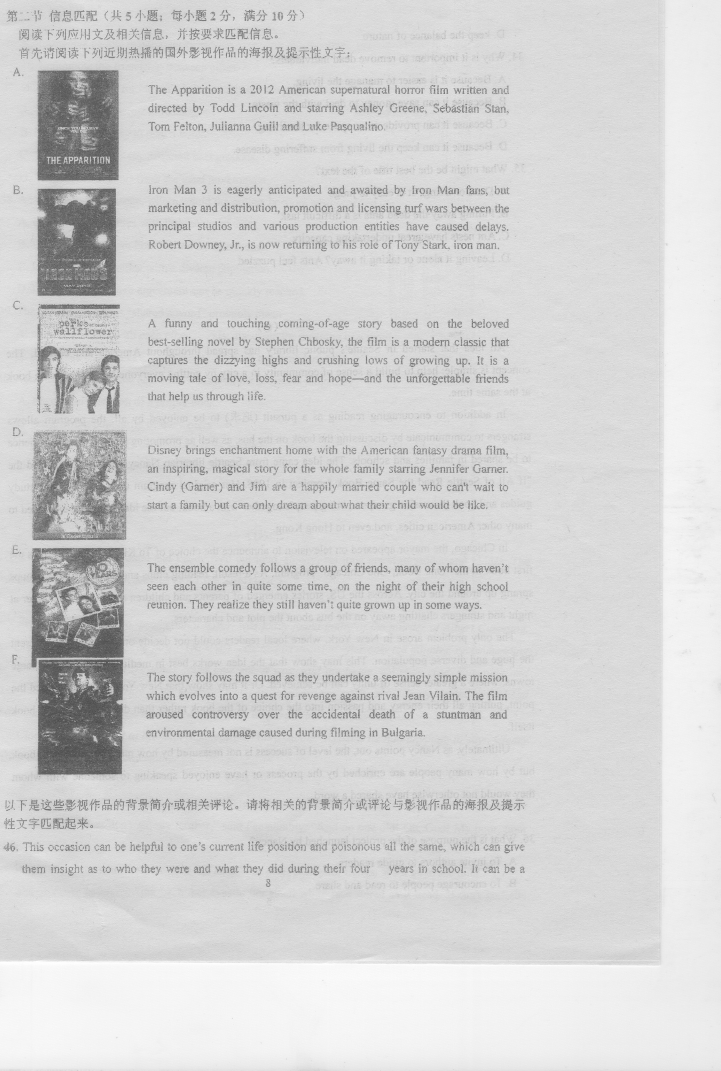 第二节 信息匹配（共 5 小题；每小题 2 分，满分 10 分）
阅读下列应用文及相关信息，并按要求匹配信息。
首先请阅读下列近期热播的国外影视作品的海报及提示性文字：
A.
THE APPARITION
The Apparition is a 2012 American supernatural horror film written and
directed by Todd Lincoln and starring Ashley Greene, Sebastian Stan,
Tom Felton, Julianna Guill and Luke Pasqualino.
B.
Iron Man 3 is eagerly anticipated and awaited by Iron Man fans, but
marketing and distribution, promotion and licensing turf wars between the
principal studios and various production entities have caused delays.
Robert Downey, Jr., is now returning to his role of Tony Stark, iron man.
C.
perks
wallflower
A funny and touching coming-of-age story based on the beloved
best-selling novel by Stephen Chbosky, the film is a modern classic that
captures the dizzying highs and crushing lows of growing up. It is a
moving tale of love, loss, fear and hope—and the unforgettable friends
that help us through life.
D.
Disney brings enchantment home with the American fantasy drama film,
an inspiring, magical story for the whole family starring Jennifer Garner.
Cindy (Garner) and Jim are a happily married couple who can't wait to
start a family but can only dream about what their child would be like.
E.
The ensemble comedy follows a group of friends, many of whom haven't
seen each other in quite some time, on the night of their high school
reunion. They realize they still haven't quite grown up in some ways.
F.
The story follows the squad as they undertake a seemingly simple mission
which evolves into a quest for revenge against rival Jean Vilain. The film
aroused controversy over the accidental death of a stuntman and
environmental damage caused during filming in Bulgaria.
以下是这些影视作品的背景简介或相关评论。请将相关的背景简介或评论与影视作品的海报及提示
性文字匹配起来。
46. This occasion can be helpful to one's current life position and poisonous all the same, which can give
them insight as to who they were and what they did during their four years in school. It can be a
8